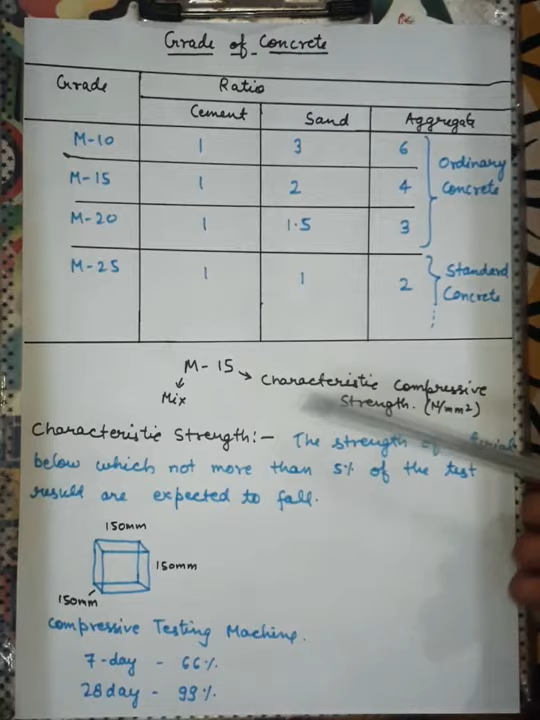 Grade of Concrete
Grade Ratio
Cement Sand Aggregate
M-10 1 3 6
M-15 1 2 4
M-20 1 1.5 3
Ordinary
Concrete
M-25 1 1 2
Standard
Concrete
M-15
Mix
Characteristic Compressive
Strength. (N/mm2)
Characteristic Strength:- The strength of
below which not more than 5% of the test
result are expected to fall.
150mm
150mm
150mm
Compressive Testing Machine.
7-day - 66%
28day - 99%